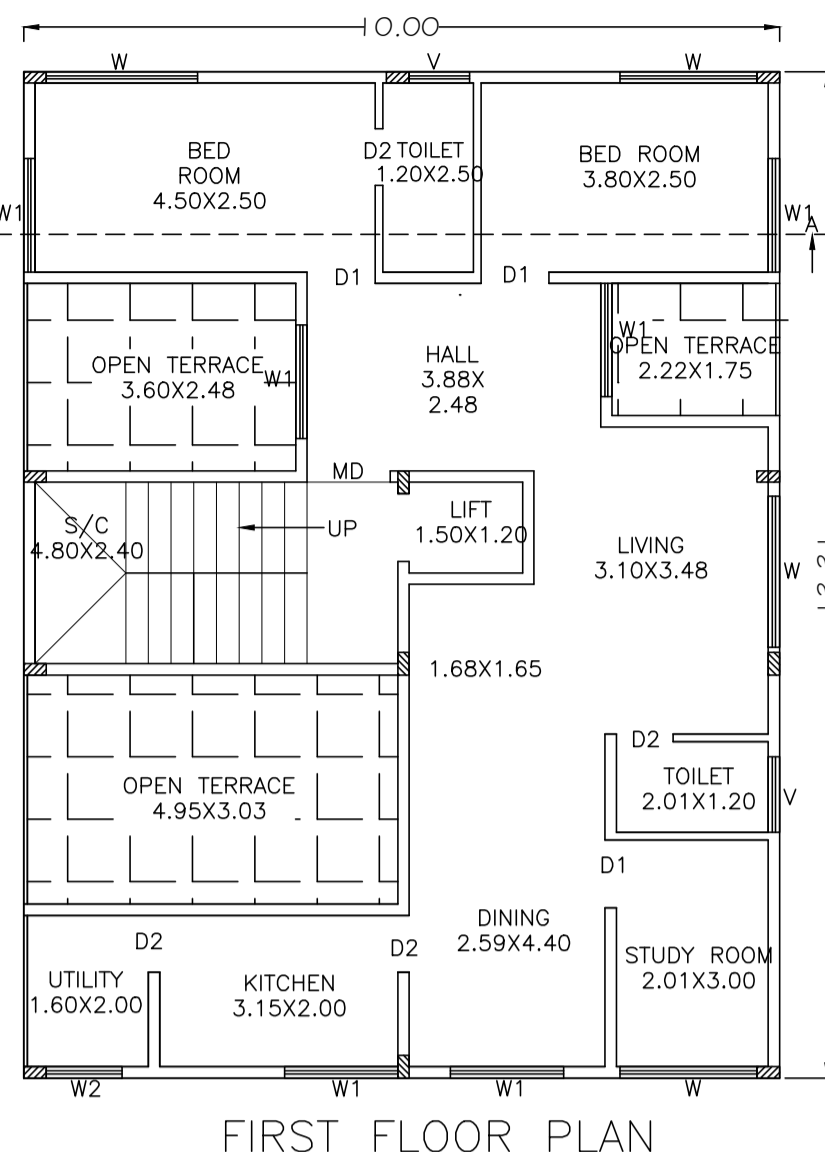 10.00
W
V
W
BED
ROOM
4.50X2.50
D2
TOILET
1.20X2.50
BED ROOM
3.80X2.50
W1
W1
A
D1
D1
OPEN TERRACE
3.60X2.48
W1
HALL
3.88X
2.48
W1
OPEN TERRACE
2.22X1.75
MD
S/C
4.80X2.40
UP
LIFT
1.50X1.20
LIVING
3.10X3.48
W
1.68X1.65
D2
OPEN TERRACE
4.95X3.03
TOILET
2.01X1.20
V
D1
D2
D2
DINING
2.59X4.40
UTILITY
1.60X2.00
KITCHEN
3.15X2.00
STUDY ROOM
2.01X3.00
W2
W1
W1
W
FIRST FLOOR PLAN